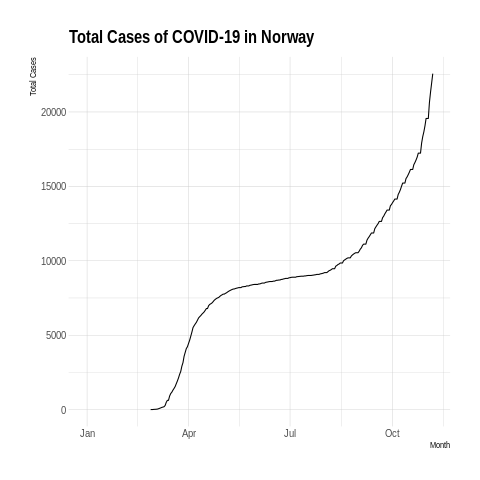 Total Cases of COVID-19 in Norway
Total Cases
20000
15000
10000
5000
0
Jan Apr Jul Oct
Month